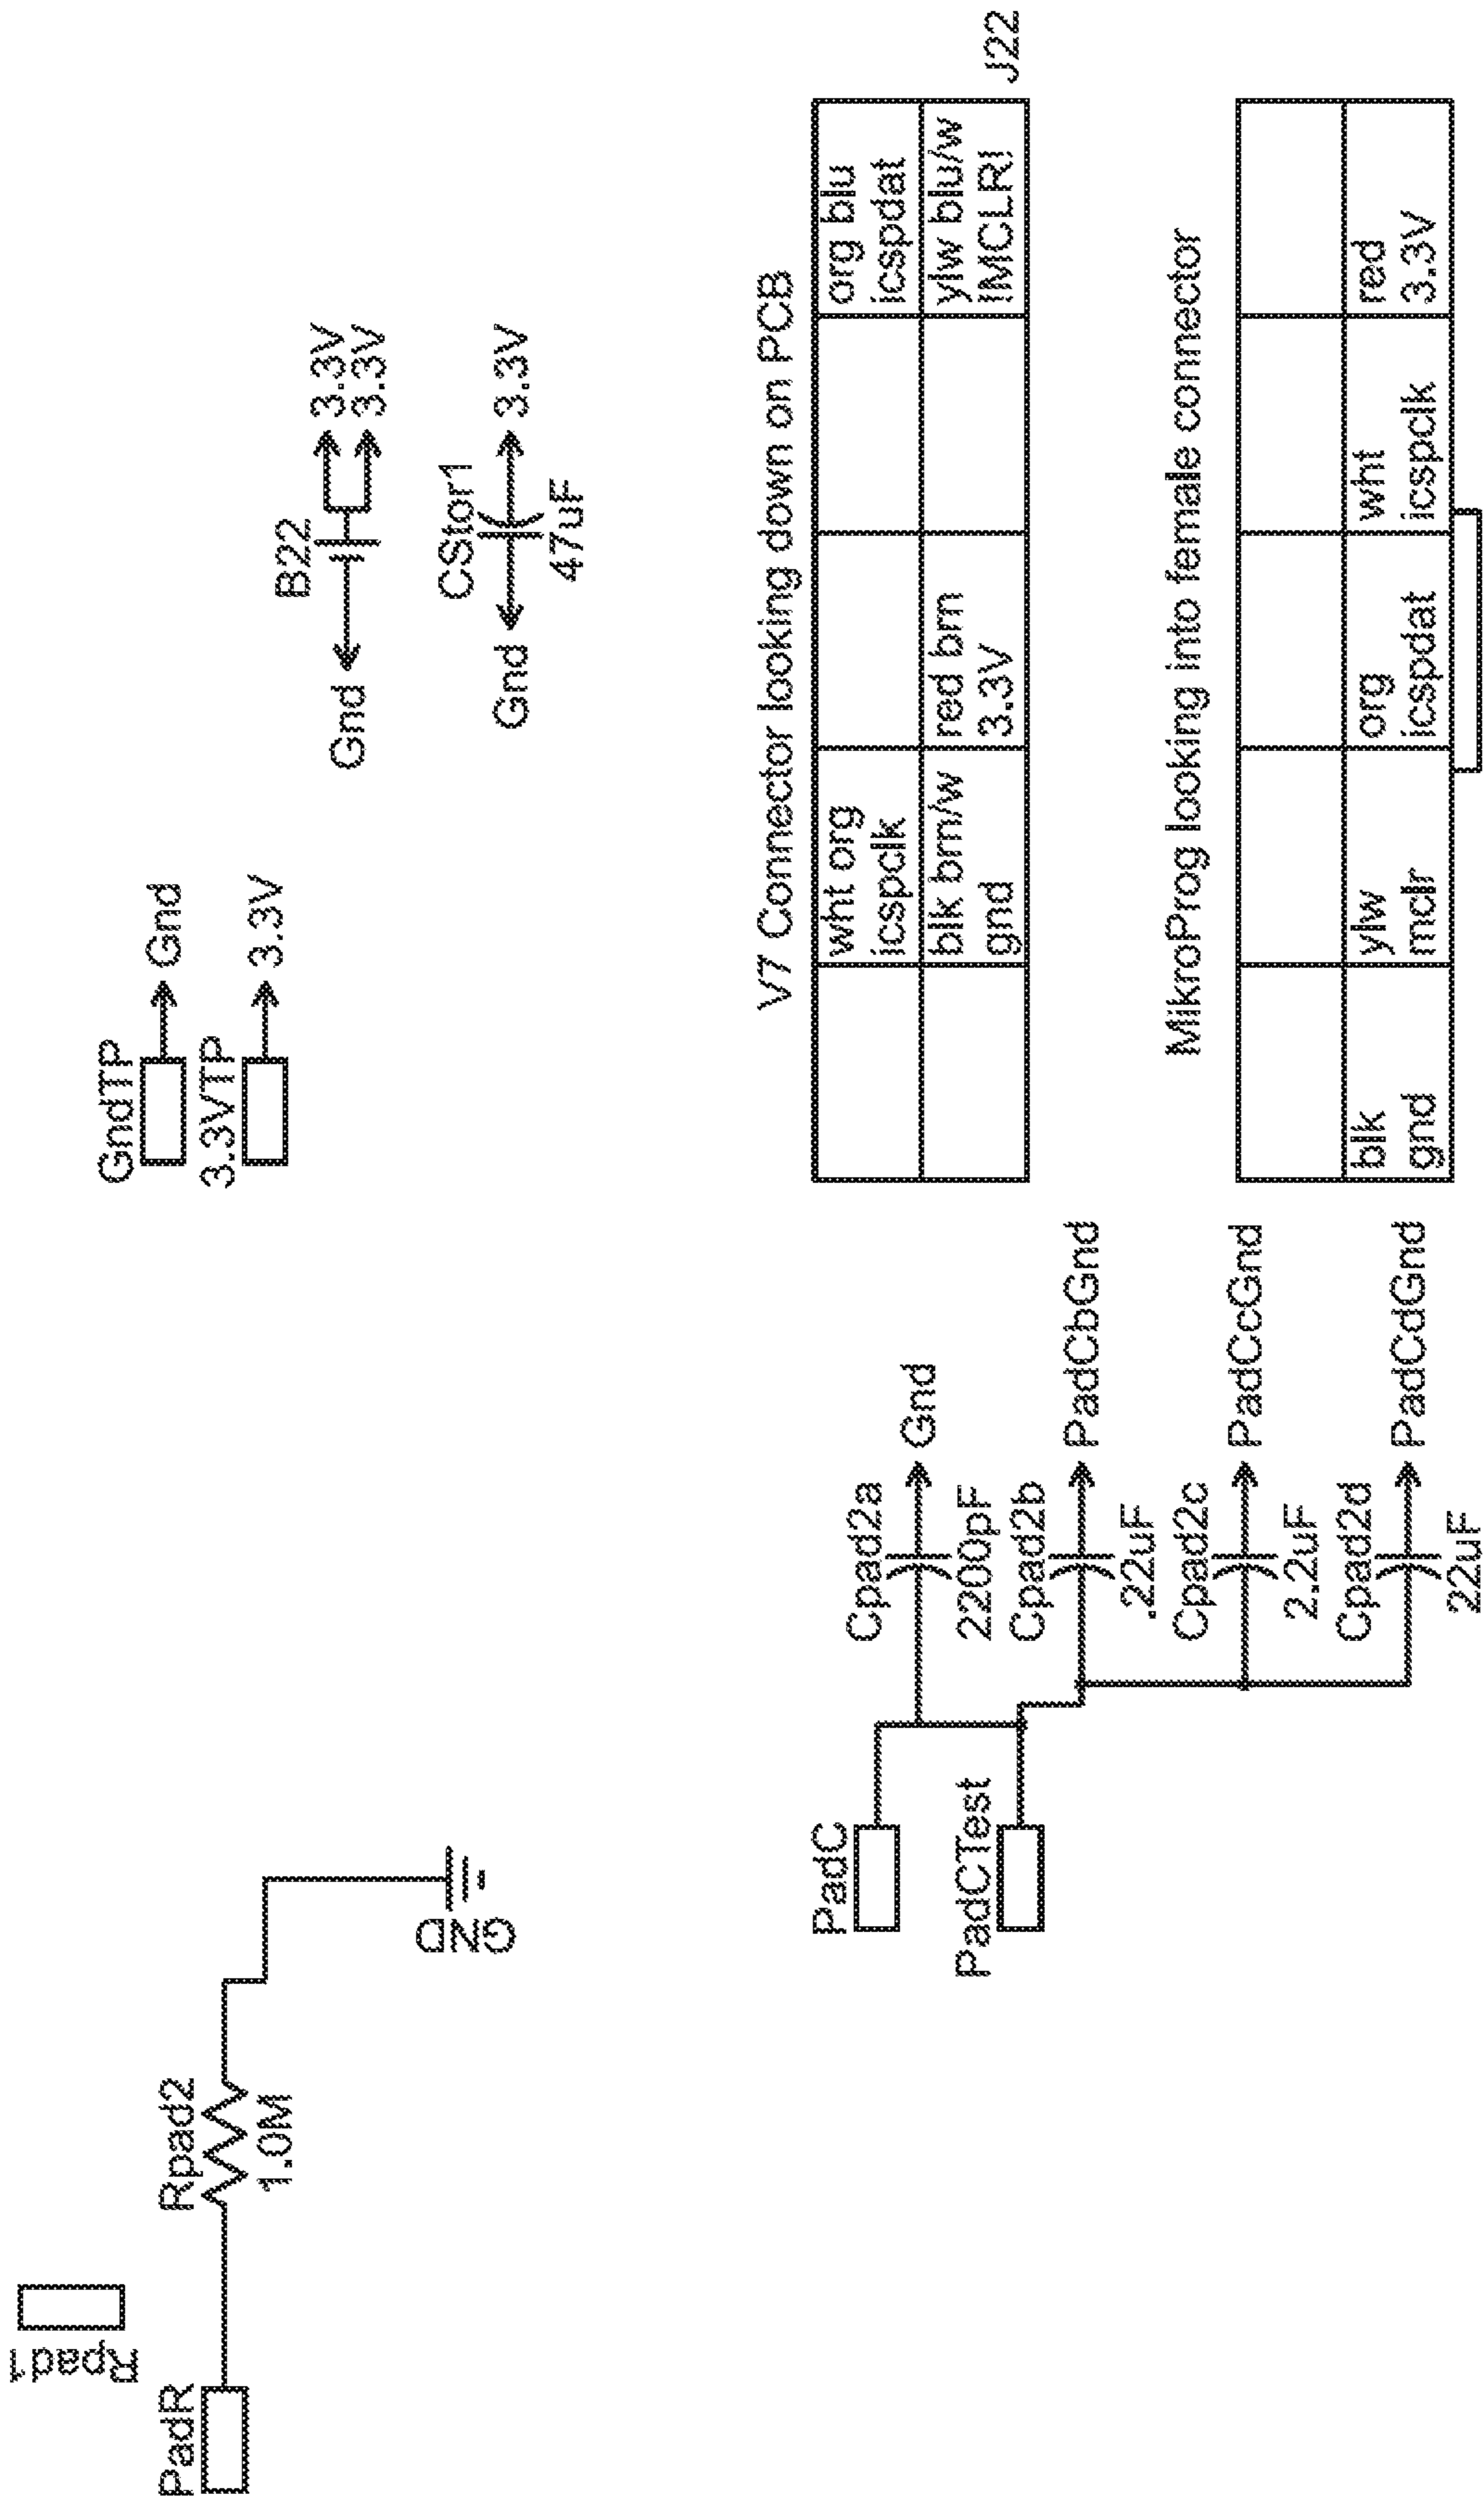 Rpad1
PadR
Rpad2
1.0M
GND
GndTP
Gnd
3.3VTP
3.3V
B22
Gnd
3.3V
3.3V
CStor1
Gnd
3.3V
47uF
PadC
PadCTest
Cpad2a
Gnd
2200pF
Cpad2b
PadCbGnd
.22uF
Cpad2c
PadCcGnd
2.2uF
Cpad2d
PadCdGnd
22uF
V7 Connector looking down on PCB
wht org
icspclk
org blu
icspdat
blk brn/w
gnd
red brn
3.3V
ylw blu/w
!MCLR!
J22
MikroProg looking into female connector
blk
gnd
ylw
mclr
org
icspdat
wht
icspclk
red
3.3V